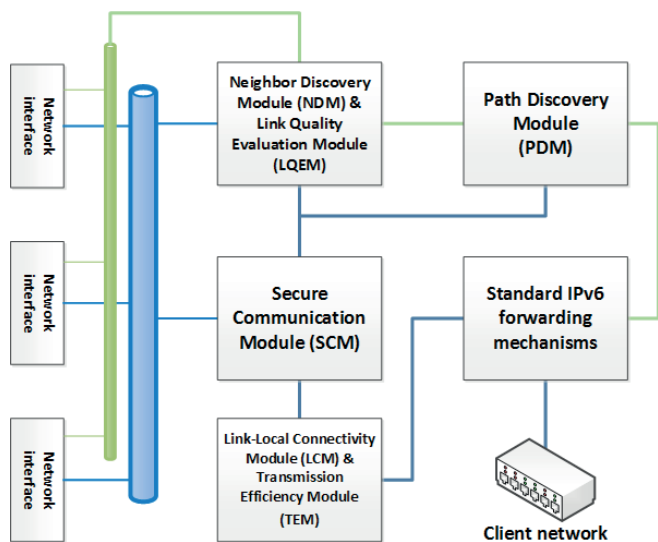 Network
interface
Neighbor Discovery
Module (NDM) &
Link Quality
Evaluation Module
(LQEM)
Path Discovery
Module
(PDM)
Network
interface
Secure
Communication
Module (SCM)
Standard IPv6
forwarding
mechanisms
Network
interface
Link-Local Connectivity
Module (LCM) &
Transmission
Efficiency Module
(TEM)
Client network